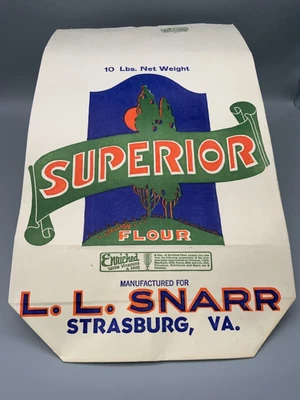 10 Lbs. Net Weight
SUPERIOR
FLOUR
Enriched
MANUFACTURED FOR
L. L. SNARR
STRASBURG, VA.